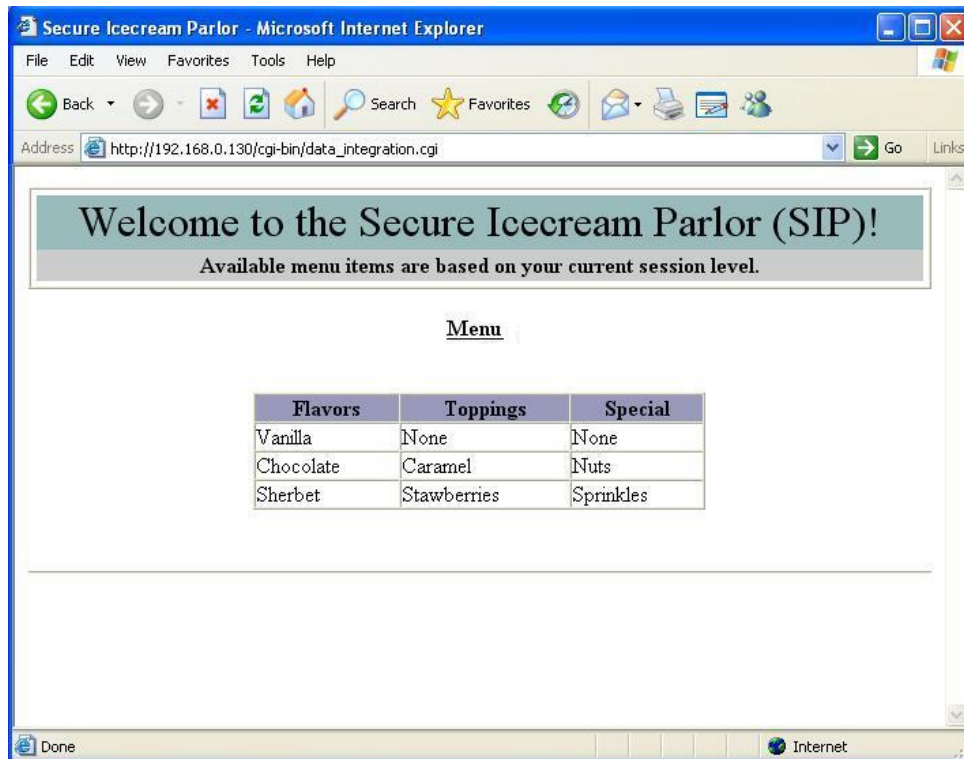 Secure Icecream Parlor - Microsoft Internet Explorer
File Edit View Favorites Tools Help
Back Search Favorites
Address http://192.168.0.130/cgi-bin/data_integration.cgi Go Links
Welcome to the Secure Icecream Parlor (SIP)!
Available menu items are based on your current session level.
Menu
Flavors Toppings Special
Vanilla None None
Chocolate Caramel Nuts
Sherbet Stawberries Sprinkles
Done Internet